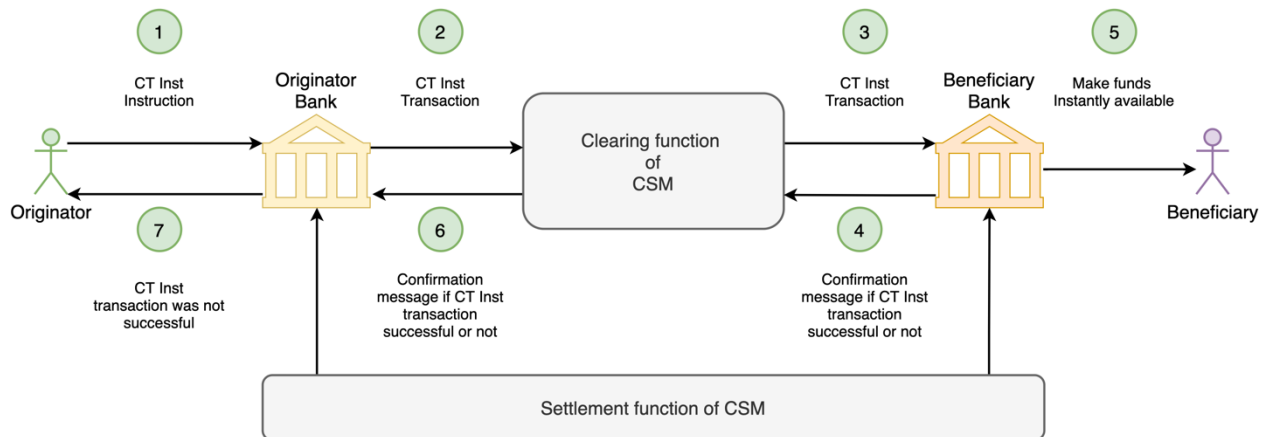 1
2
3
5
CT Inst
Instruction
Originator
Bank
CT Inst
Transaction
CT Inst
Transaction
Beneficiary
Bank
Make funds
Instantly available
Clearing function
of
CSM
Originator
Beneficiary
7
6
4
CT Inst
transaction was not
successful
Confirmation
message if CT Inst
transaction
successful or not
Confirmation
message if CT Inst
transaction
successful or not
Settlement function of CSM